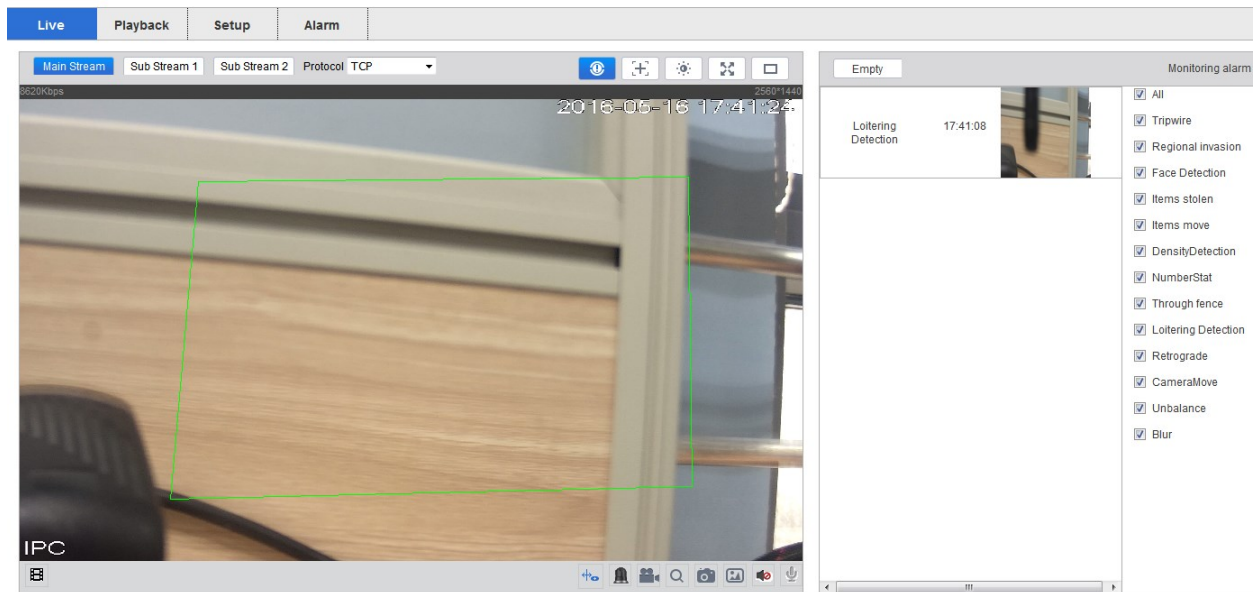 Live Playback Setup Alarm
Main Stream Sub Stream 1 Sub Stream 2 Protocol TCP
8620Kbps 2560*1440
2016-05-16 17:41:24
IPC
Empty Monitoring alarm
Loitering
Detection
17:41:08
All
Tripwire
Regional invasion
Face Detection
Items stolen
Items move
DensityDetection
NumberStat
Through fence
Loitering Detection
Retrograde
CameraMove
Unbalance
Blur